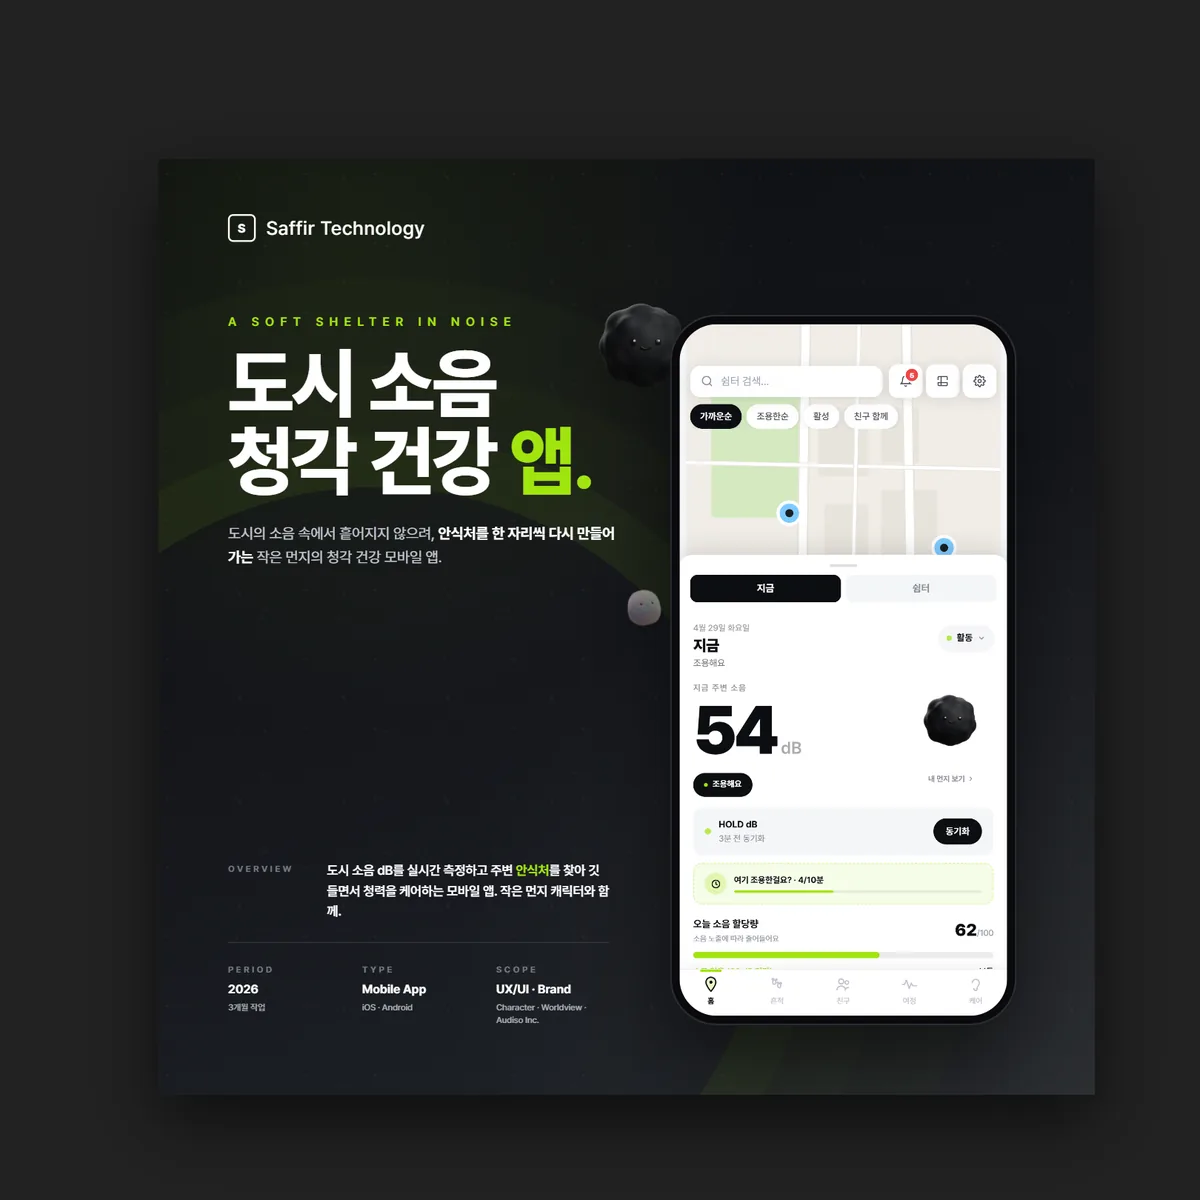 S Saffir Technology
A SOFT SHELTER IN NOISE
도시 소음
청각 건강 앱.
도시의 소음 속에서 흩어지지 않으려, 안식처를 한 자리씩 다시 만들어
가는 작은 먼지의 청각 건강 모바일 앱.
OVERVIEW
도시 소음 dB를 실시간 측정하고 주변 안식처를 찾아 깃
들면서 청력을 케어하는 모바일 앱. 작은 먼지 캐릭터와 함
께.
PERIOD
2026
3개월 작업
TYPE
Mobile App
iOS · Android
SCOPE
UX/UI · Brand
Character · Worldview ·
Audiso Inc.
쉼터 검색...
6
가까운순 조용한순 활성 친구 함께
지금 쉼터
4월 29일 화요일
지금
조용해요
활동
지금 주변 소음
54 dB
조용해요
내 먼지 보기 ›
HOLD dB
3분 전 동기화
동기화
여기 조용한걸요? · 4/10분
오늘 소음 할당량
소음 노출에 따라 줄어들어요
62/100
홈 흔적 친구 여정 케어